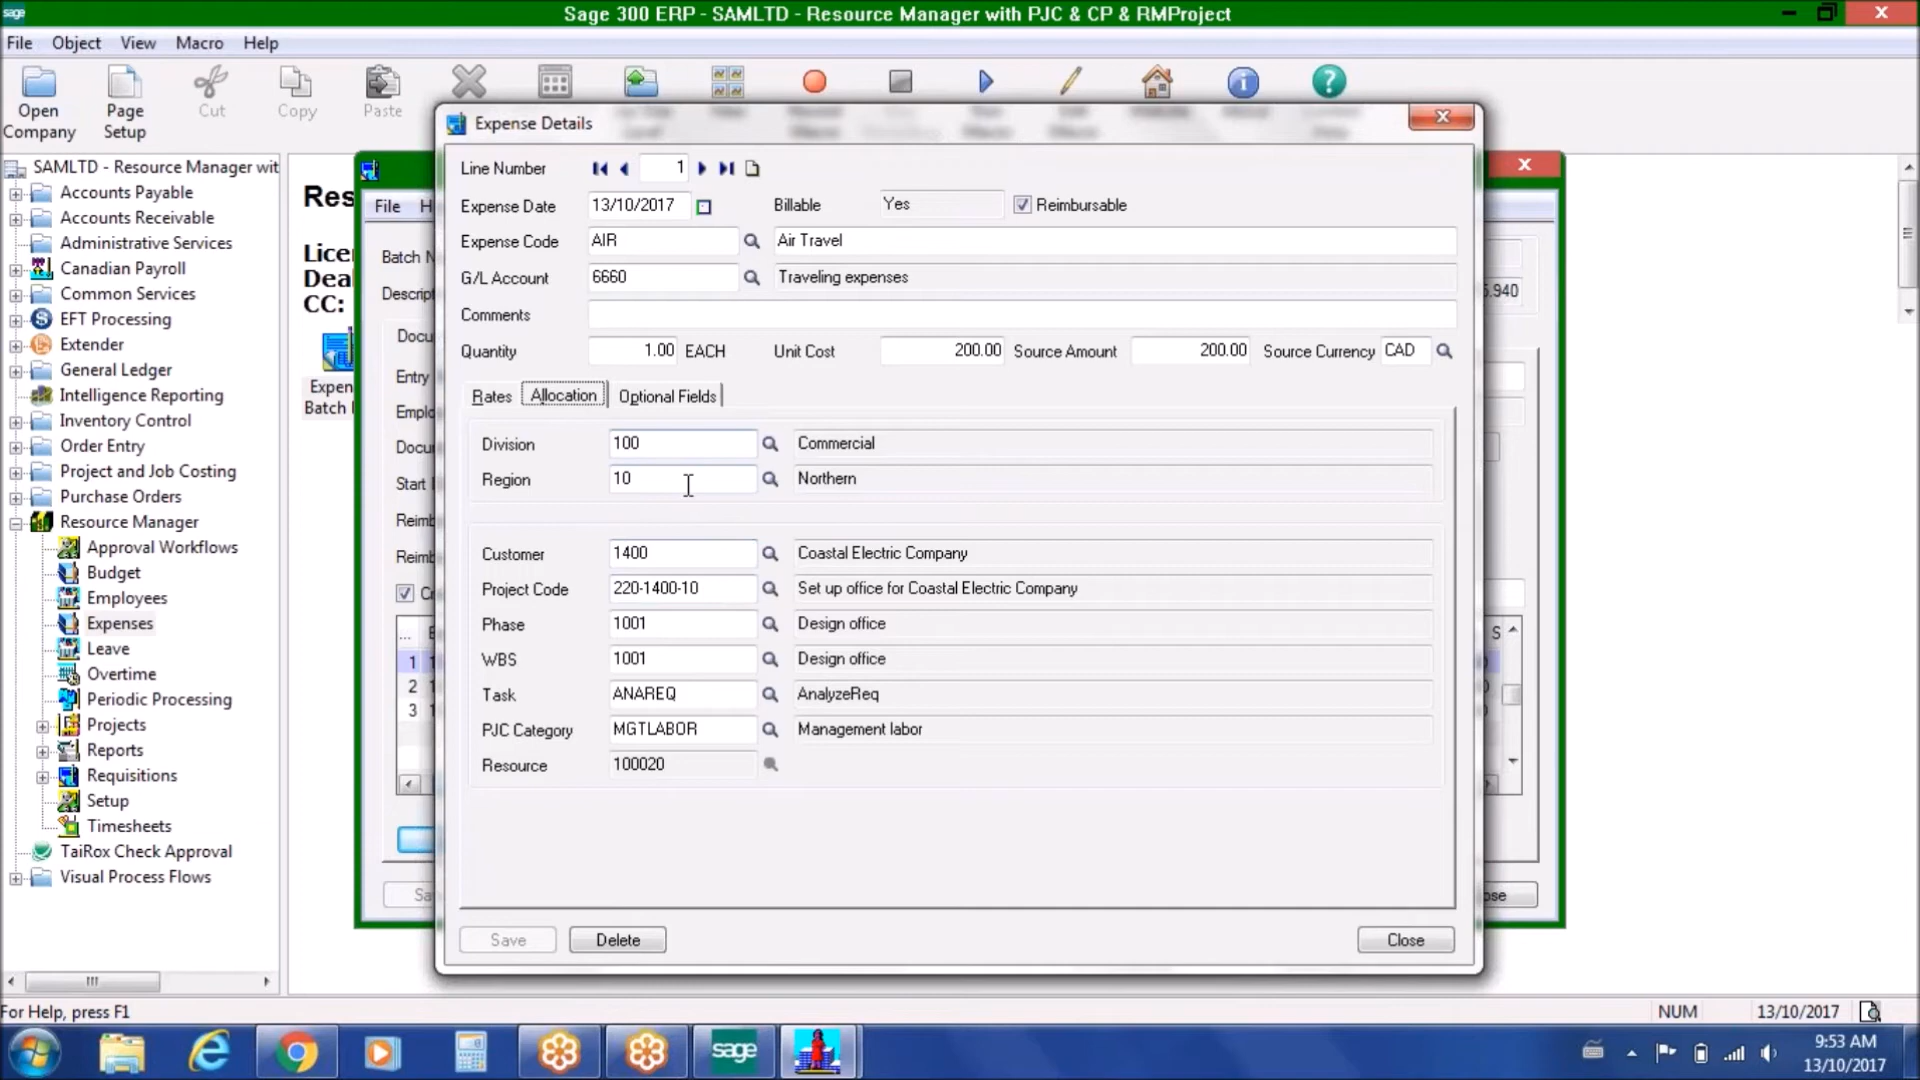 sage Sage 300 ERP - SAMLTD - Resource Manager with PJC & CP & RMProject
File Object View Macro Help
Open Company
Page Setup
Cut
Copy
Paste
SAMLTD - Resource Manager wit
Accounts Payable
Accounts Receivable
Administrative Services
Canadian Payroll
Common Services
EFT Processing
Extender
General Ledger
Intelligence Reporting
Inventory Control
Order Entry
Project and Job Costing
Purchase Orders
Resource Manager
Approval Workflows
Budget
Employees
Expenses
Leave
Overtime
Periodic Processing
Projects
Reports
Requisitions
Setup
Timesheets
TaiRox Check Approval
Visual Process Flows
Res
Licen
Deal
CC:
Expen
Batch
File H
Batch N
Descript
Docu
Entry
Emplo
Docu
Start
Reimb
Reimb
1
2
3
5.940
S
Expense Details
Line Number 1
Expense Date 13/10/2017 Billable Yes Reimbursable
Expense Code AIR Air Travel
G/L Account 6660 Traveling expenses
Comments
Quantity 1.00 EACH Unit Cost 200.00 Source Amount 200.00 Source Currency CAD
Rates Allocation Optional Fields
Division 100 Commercial
Region 10 Northern
Customer 1400 Coastal Electric Company
Project Code 220-1400-10 Set up office for Coastal Electric Company
Phase 1001 Design office
WBS 1001 Design office
Task ANAREQ AnalyzeReq
PJC Category MGTLABOR Management labor
Resource 100020
Save Delete Close
For Help, press F1 NUM 13/10/2017
sage
9:53 AM
13/10/2017